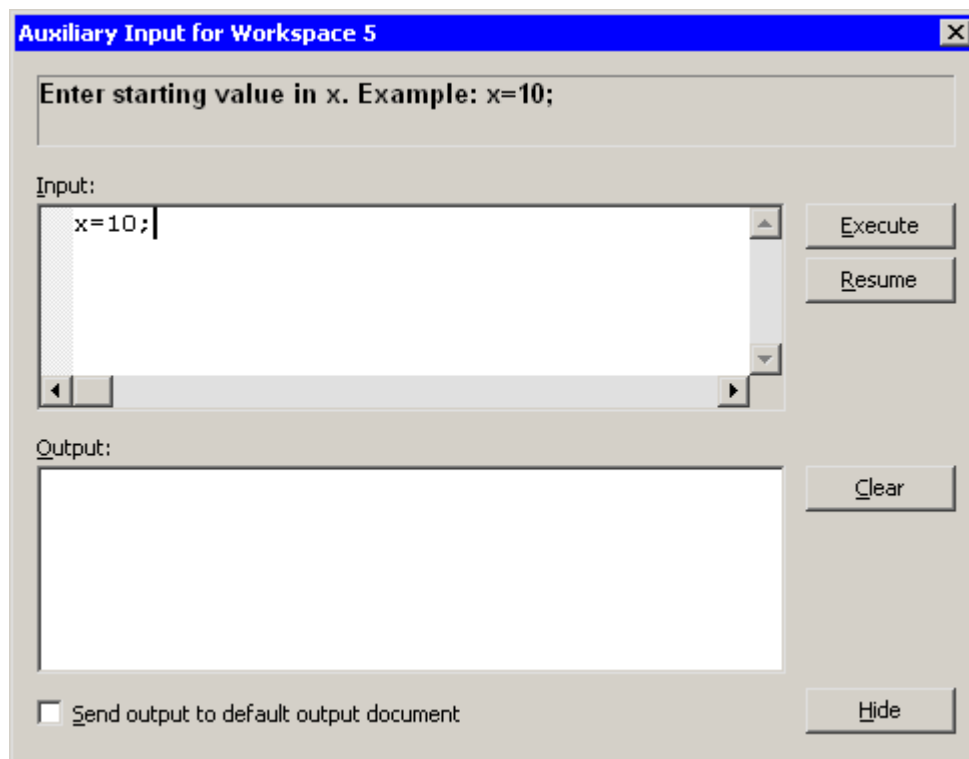 Auxiliary Input for Workspace 5
Enter starting value in x. Example: x=10;
Input:
x=10;
Execute
Resume
Output:
Clear
Send output to default output document
Hide